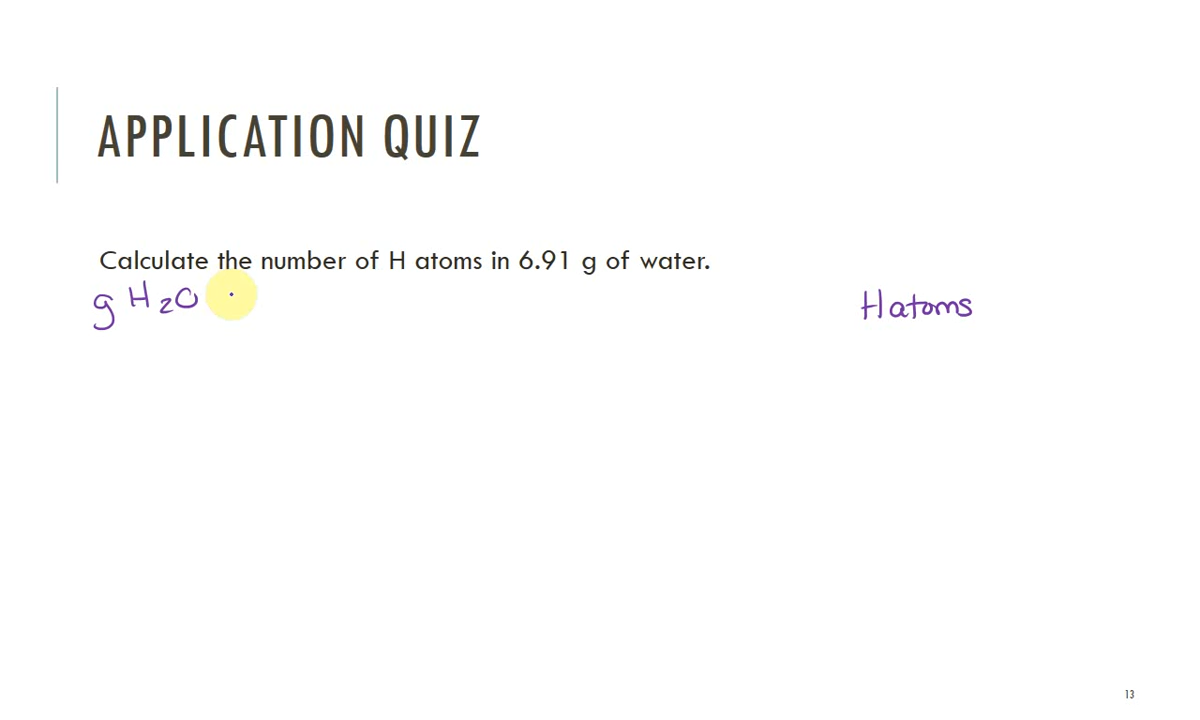 APPLICATION QUIZ
Calculate the number of H atoms in 6.91 g of water.
g H₂O H atoms
13